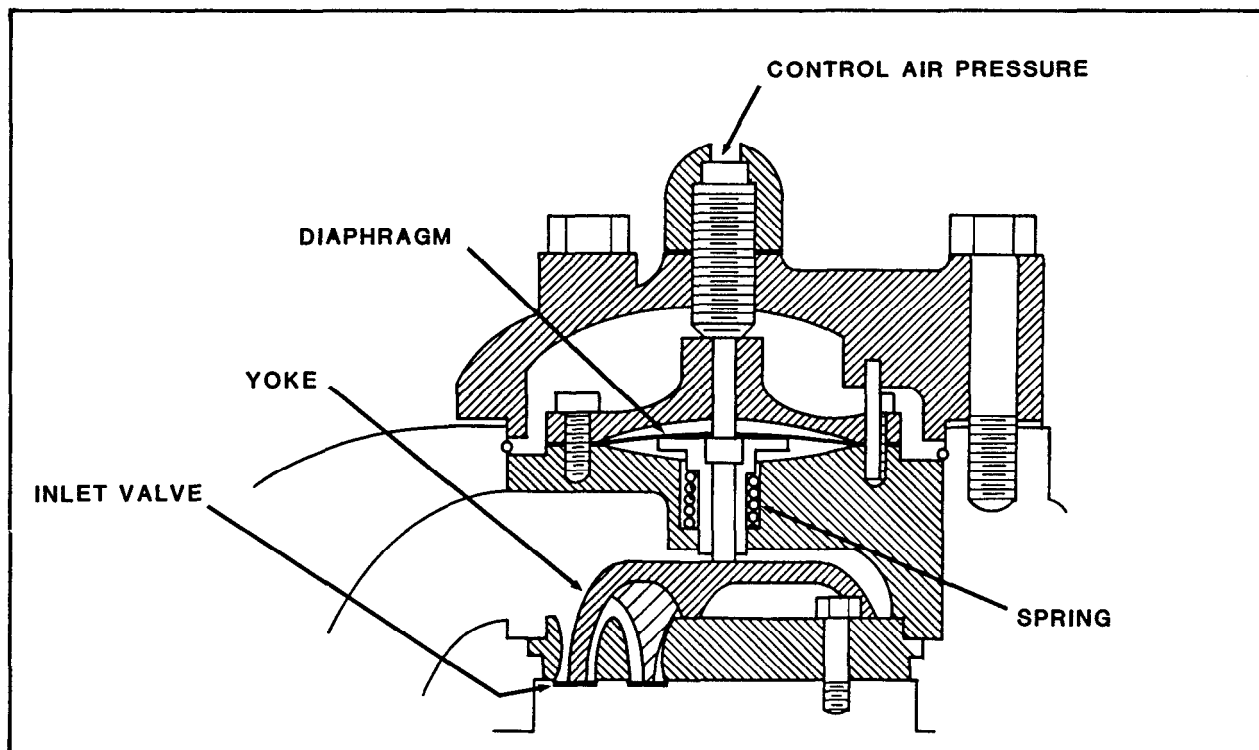 CONTROL AIR PRESSURE
DIAPHRAGM
YOKE
INLET VALVE
SPRING